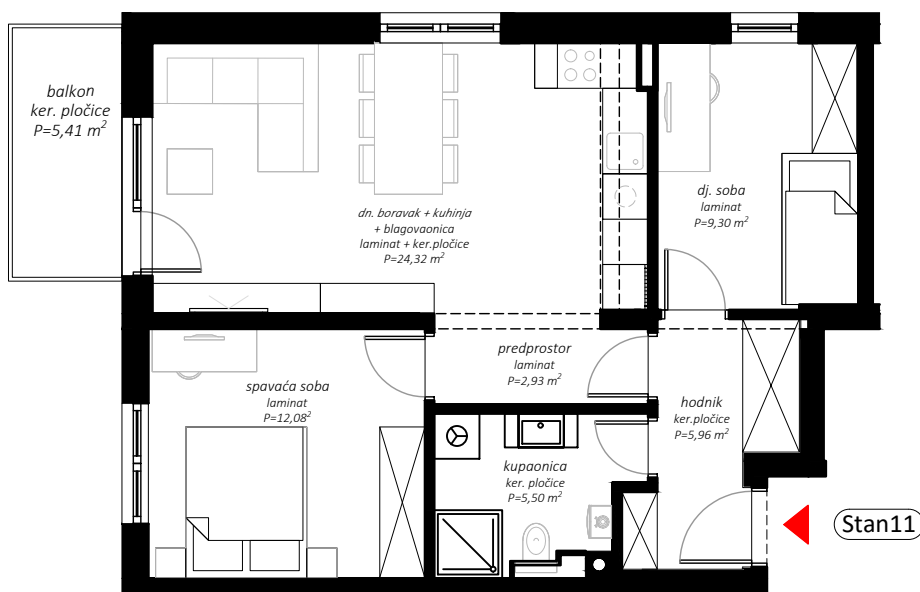 balkon
ker. pločice
P=5,41 m²
dn. boravak + kuhinja
+ blagovaonica
laminat + ker.pločice
P=24,32 m²
dj. soba
laminat
P=9,30 m²
predprostor
laminat
P=2,93 m²
spavaća soba
laminat
P=12,08²
hodnik
ker.pločice
P=5,96 m²
kupaonica
ker. pločice
P=5,50 m²
Stan11